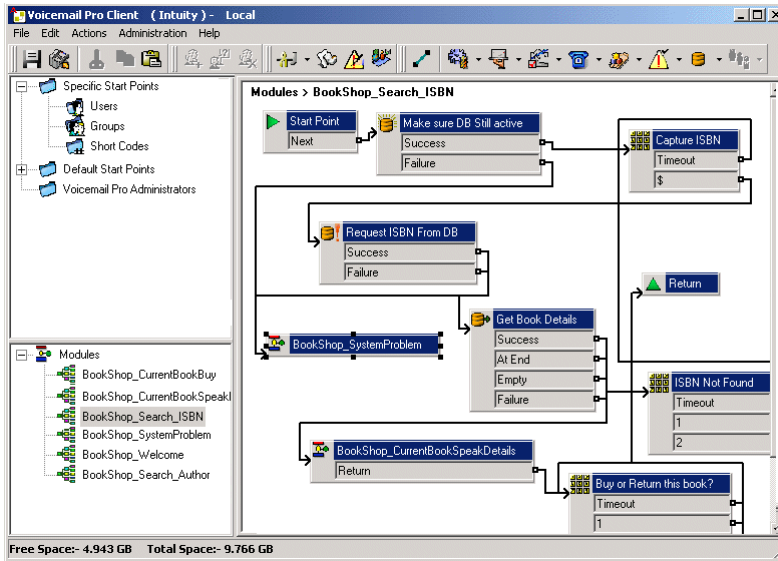 Voicemail Pro Client ( Intuity ) - Local
File Edit Actions Administration Help
Specific Start Points
Users
Groups
Short Codes
Default Start Points
Voicemail Pro Administrators
Modules
BookShop_CurrentBookBuy
BookShop_CurrentBookSpeakI
BookShop_Search_ISBN
BookShop_SystemProblem
BookShop_Welcome
BookShop_Search_Author
Modules > BookShop_Search_ISBN
Start Point
Next
Make sure DB Still active
Success
Failure
Capture ISBN
Timeout
$
Request ISBN From DB
Success
Failure
Return
BookShop_SystemProblem
Get Book Details
Success
At End
Empty
Failure
ISBN Not Found
Timeout
1
2
BookShop_CurrentBookSpeakDetails
Return
Buy or Return this book?
Timeout
1
Free Space:- 4.943 GB Total Space:- 9.766 GB